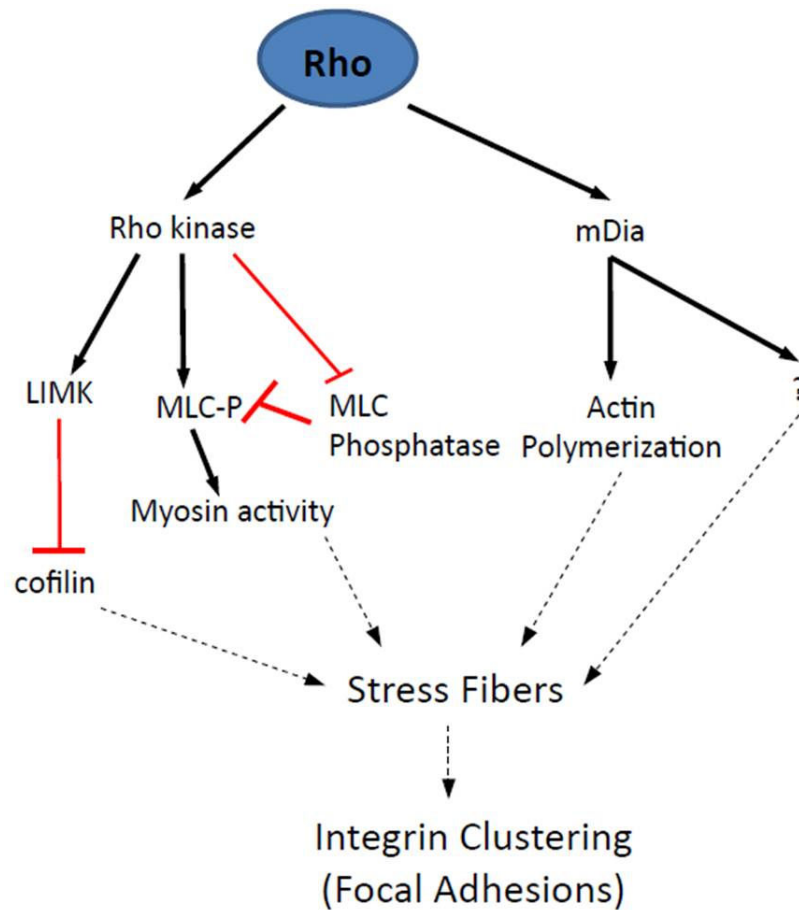 Rho
Rho kinase
mDia
LIMK
MLC-P
MLC
Phosphatase
Actin
Polymerization
?
Myosin activity
cofilin
Stress Fibers
Integrin Clustering
(Focal Adhesions)